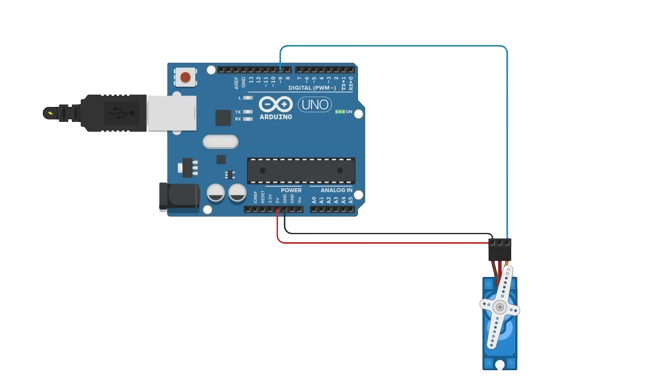 AREF
GND
13
12
~11
~10
~9
8
7
~6
~5
4
~3
2
TX→1
RX←0
DIGITAL (PWM~)
L
TX
RX
UNO
ON
ARDUINO
POWER
ANALOG IN
IOREF
RESET
3.3V
5V
GND
GND
Vin
A0
A1
A2
A3
A4
A5